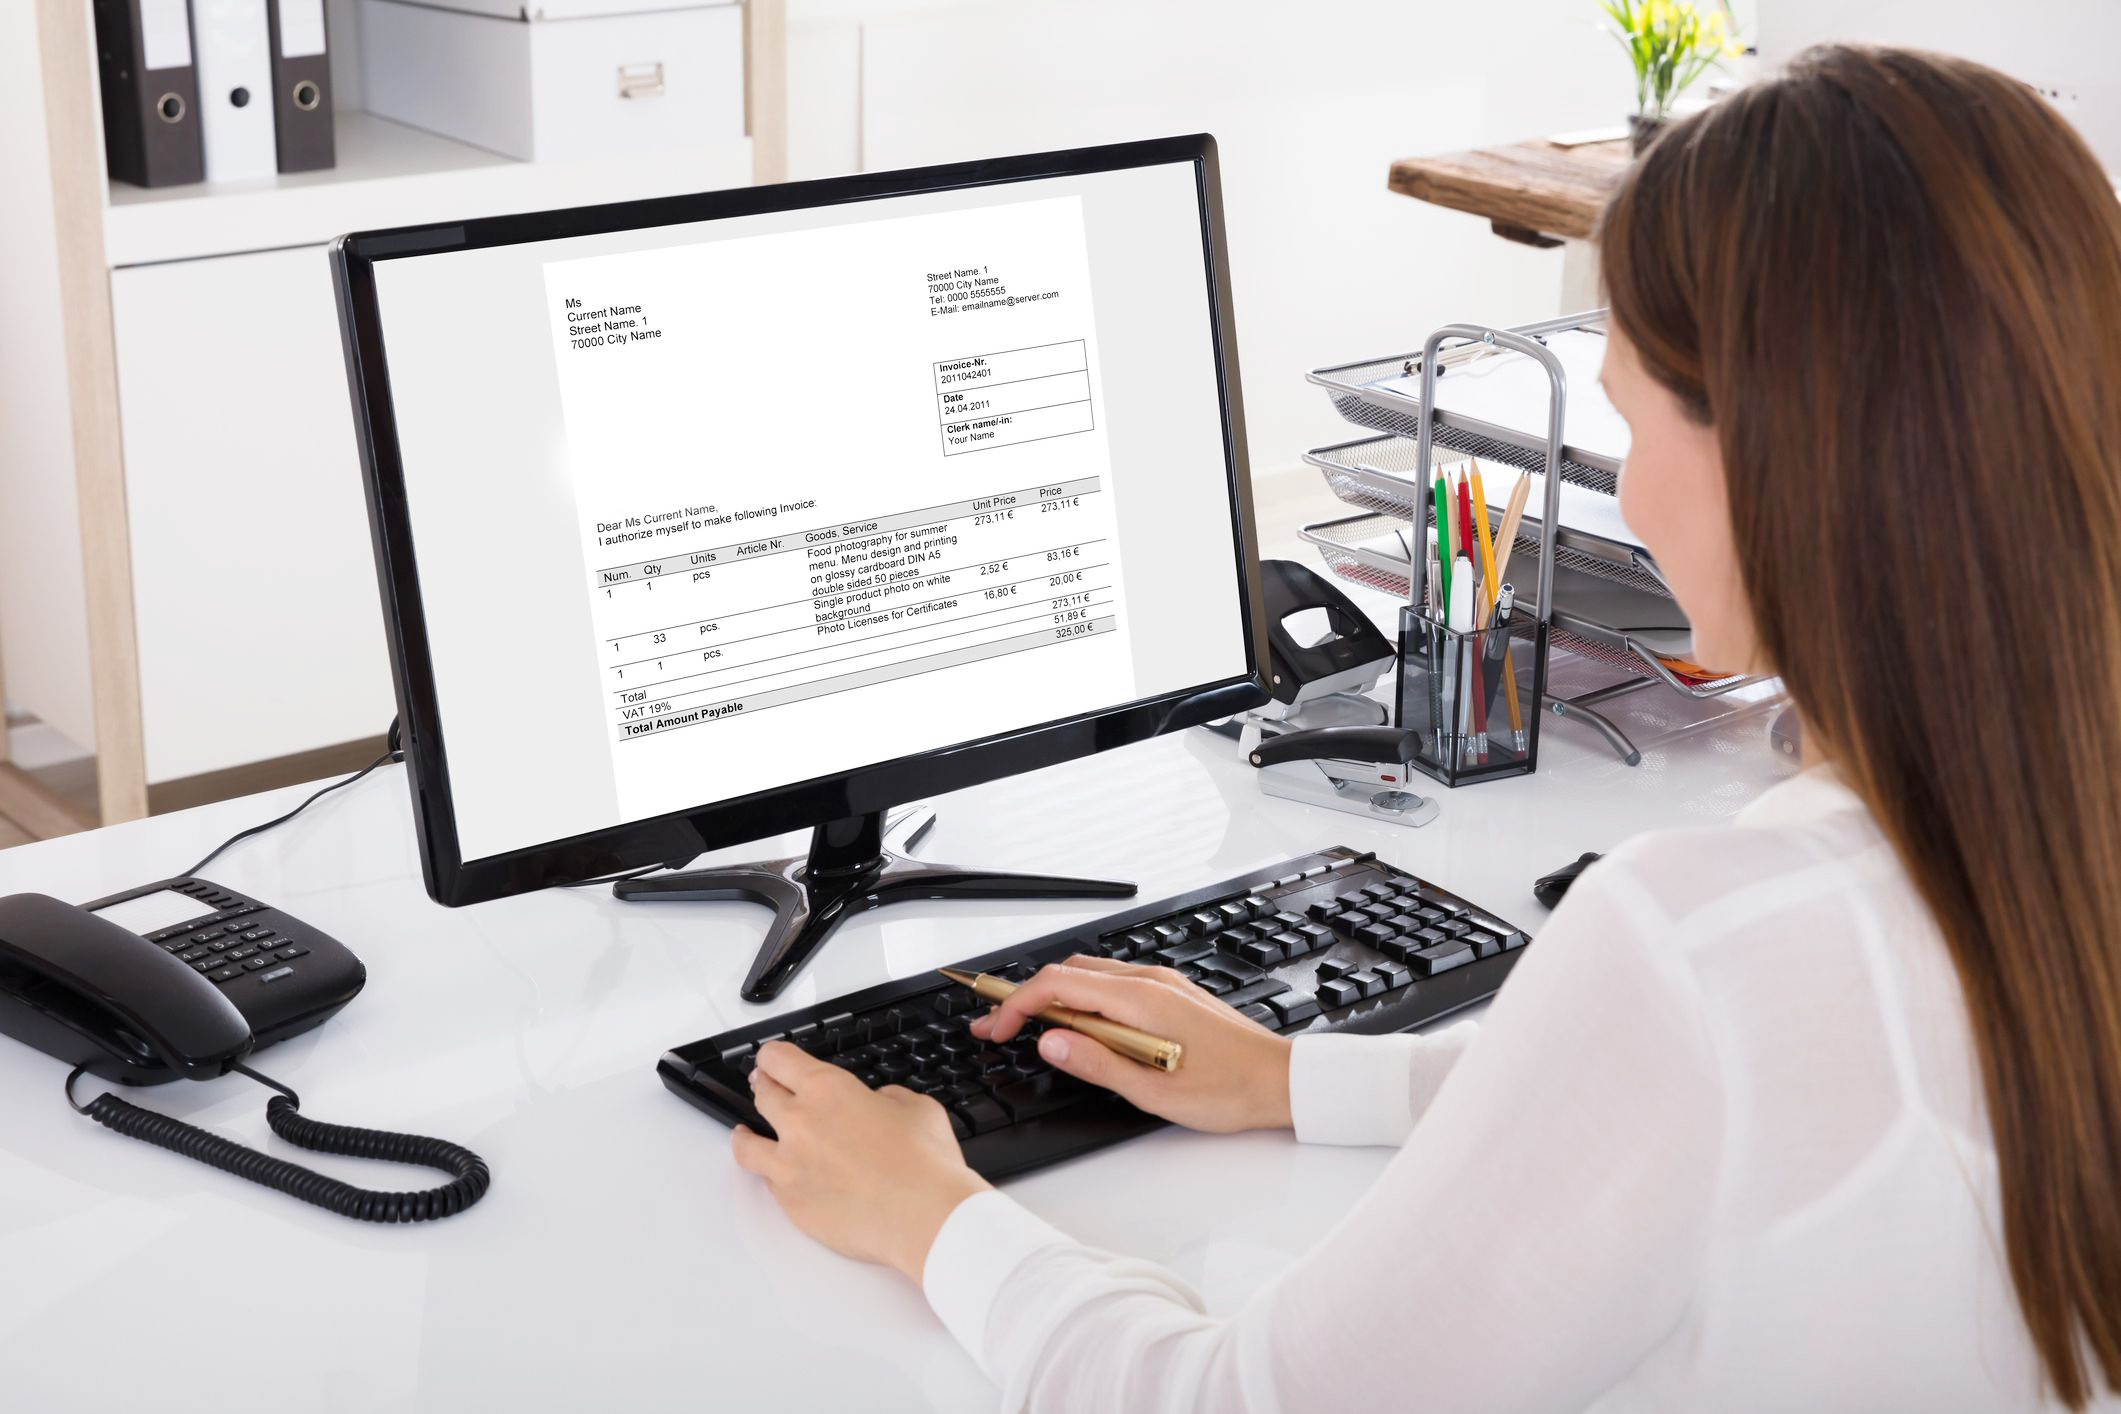 Ms
Current Name
Street Name. 1
70000 City Name
Street Name. 1
70000 City Name
Tel: 0000 5555555
E-Mail: emailname@server.com
Invoice-Nr.
2011042401
Date
24.04.2011
Clerk name/-in:
Your Name
Dear Ms Current Name,
I authorize myself to make following Invoice:
Num. Qty Units Article Nr. Goods, Service Unit Price Price
1 1 pcs Food photography for summer 273,11 € 273,11 €
menu. Menu design and printing
on glossy cardboard DIN A5
double sided 50 pieces
1 33 pcs. Single product photo on white 2,52 € 83,16 €
background
1 1 pcs. Photo Licenses for Certificates 16,80 € 20,00 €
Total 273,11 €
VAT 19% 51,89 €
Total Amount Payable 325,00 €